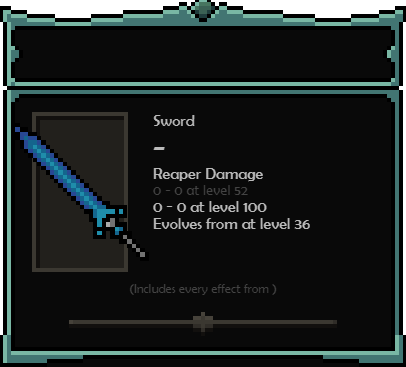 Sword
–
Reaper Damage
0 - 0 at level 52
0 - 0 at level 100
Evolves from at level 36
(Includes every effect from )